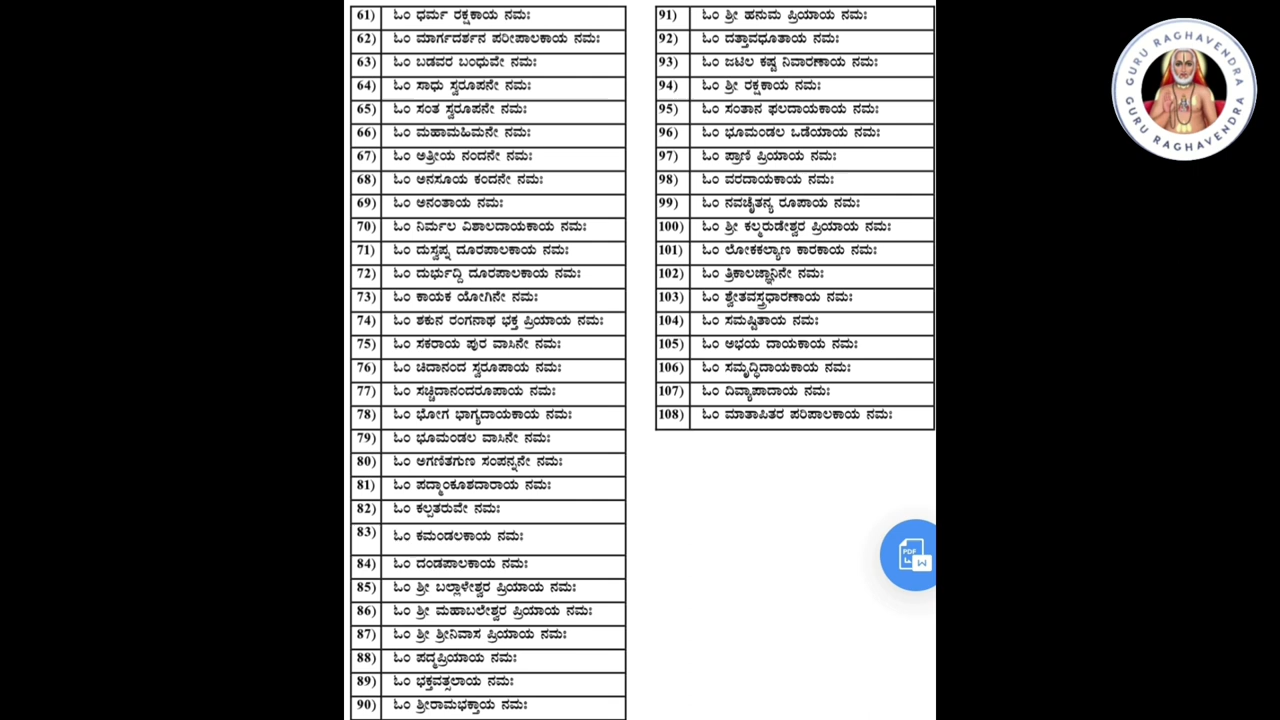 61) ಓಂ ಧರ್ಮ ರಕ್ಷಕಾಯ ನಮಃ
62) ಓಂ ಮಾರ್ಗದರ್ಶನ ಪರೀಪಾಲಕಾಯ ನಮಃ
63) ಓಂ ಬಡವರ ಬಂಧುವೇ ನಮಃ
64) ಓಂ ಸಾಧು ಸ್ವರೂಪನೇ ನಮಃ
65) ಓಂ ಸಂತ ಸ್ವರೂಪನೇ ನಮಃ
66) ಓಂ ಮಹಾಮಹಿಮನೇ ನಮಃ
67) ಓಂ ಅತ್ರೀಯ ನಂದನೇ ನಮಃ
68) ಓಂ ಅನಸೂಯ ಕಂದನೇ ನಮಃ
69) ಓಂ ಅನಂತಾಯ ನಮಃ
70) ಓಂ ನಿರ್ಮಲ ವಿಶಾಲದಾಯಕಾಯ ನಮಃ
71) ಓಂ ದುಸ್ವಪ್ನ ದೂರಪಾಲಕಾಯ ನಮಃ
72) ಓಂ ದುರ್ಭುದ್ದಿ ದೂರಪಾಲಕಾಯ ನಮಃ
73) ಓಂ ಕಾಯಕ ಯೋಗಿನೇ ನಮಃ
74) ಓಂ ಶಕುನ ರಂಗನಾಥ ಭಕ್ತ ಪ್ರಿಯಾಯ ನಮಃ
75) ಓಂ ಸಕರಾಯ ಪುರ ವಾಸಿನೇ ನಮಃ
76) ಓಂ ಚಿದಾನಂದ ಸ್ವರೂಪಾಯ ನಮಃ
77) ಓಂ ಸಚ್ಚಿದಾನಂದರೂಪಾಯ ನಮಃ
78) ಓಂ ಭೋಗ ಭಾಗ್ಯದಾಯಕಾಯ ನಮಃ
79) ಓಂ ಭೂಮಂಡಲ ವಾಸಿನೇ ನಮಃ
80) ಓಂ ಅಗಣಿತಗುಣ ಸಂಪನ್ನನೇ ನಮಃ
81) ಓಂ ಪದ್ಮಾಂಕೂಶದಾರಾಯ ನಮಃ
82) ಓಂ ಕಲ್ಪತರುವೇ ನಮಃ
83) ಓಂ ಕಮಂಡಲಕಾಯ ನಮಃ
84) ಓಂ ದಂಡಪಾಲಕಾಯ ನಮಃ
85) ಓಂ ಶ್ರೀ ಬಲ್ಲಾಳೇಶ್ವರ ಪ್ರಿಯಾಯ ನಮಃ
86) ಓಂ ಶ್ರೀ ಮಹಾಬಲೇಶ್ವರ ಪ್ರಿಯಾಯ ನಮಃ
87) ಓಂ ಶ್ರೀ ಶ್ರೀನಿವಾಸ ಪ್ರಿಯಾಯ ನಮಃ
88) ಓಂ ಪದ್ಮಪ್ರಿಯಾಯ ನಮಃ
89) ಓಂ ಭಕ್ತವತ್ಸಲಾಯ ನಮಃ
90) ಓಂ ಶ್ರೀರಾಮಭಕ್ತಾಯ ನಮಃ
91) ಓಂ ಶ್ರೀ ಹನುಮ ಪ್ರಿಯಾಯ ನಮಃ
92) ಓಂ ದತ್ತಾವಧೂತಾಯ ನಮಃ
93) ಓಂ ಜಟಿಲ ಕಷ್ಟ ನಿವಾರಣಾಯ ನಮಃ
94) ಓಂ ಶ್ರೀ ರಕ್ಷಕಾಯ ನಮಃ
95) ಓಂ ಸಂತಾನ ಫಲದಾಯಕಾಯ ನಮಃ
96) ಓಂ ಭೂಮಂಡಲ ಒಡೆಯಾಯ ನಮಃ
97) ಓಂ ಪ್ರಾಣಿ ಪ್ರಿಯಾಯ ನಮಃ
98) ಓಂ ವರದಾಯಕಾಯ ನಮಃ
99) ಓಂ ನವಚೈತನ್ಯ ರೂಪಾಯ ನಮಃ
100) ಓಂ ಶ್ರೀ ಕಲ್ಮರುಡೇಶ್ವರ ಪ್ರಿಯಾಯ ನಮಃ
101) ಓಂ ಲೋಕಕಲ್ಯಾಣ ಕಾರಕಾಯ ನಮಃ
102) ಓಂ ತ್ರಿಕಾಲಜ್ಞಾನಿನೇ ನಮಃ
103) ಓಂ ಶ್ವೇತವಸ್ತ್ರಧಾರಣಾಯ ನಮಃ
104) ಓಂ ಸಮಷ್ಟಿತಾಯ ನಮಃ
105) ಓಂ ಅಭಯ ದಾಯಕಾಯ ನಮಃ
106) ಓಂ ಸಮೃದ್ಧಿದಾಯಕಾಯ ನಮಃ
107) ಓಂ ದಿವ್ಯಾಪಾದಾಯ ನಮಃ
108) ಓಂ ಮಾತಾಪಿತರ ಪರಿಪಾಲಕಾಯ ನಮಃ
GURU RAGHAVENDRA
GURU RAGHAVENDRA
PDF
W